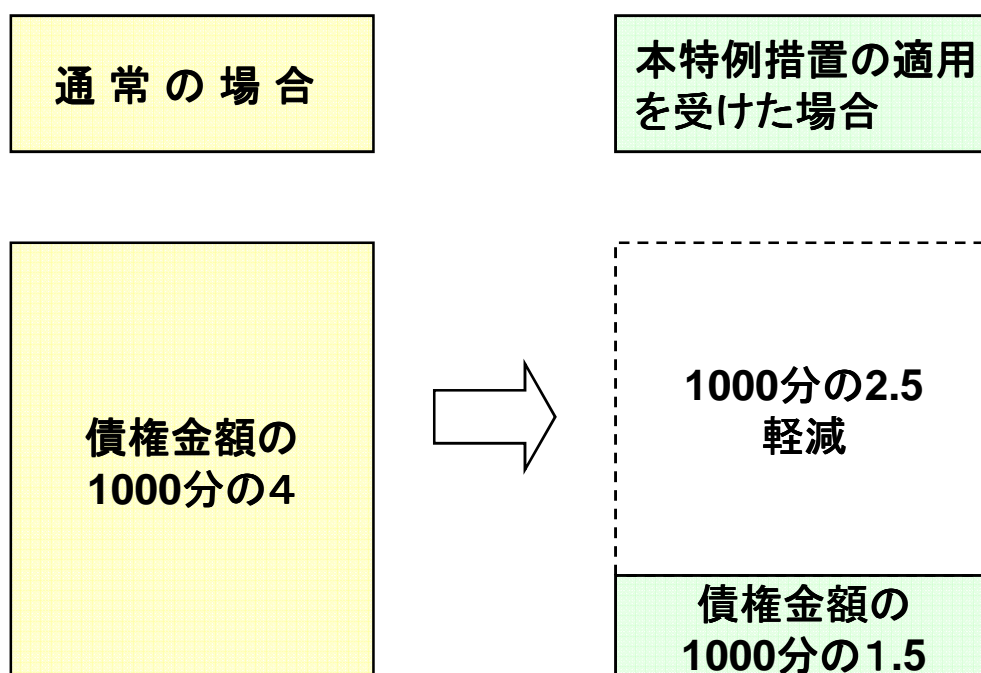 通常の場合
本特例措置の適用
を受けた場合
債権金額の
1000分の４
1000分の2.5
軽減
債権金額の
1000分の１.5